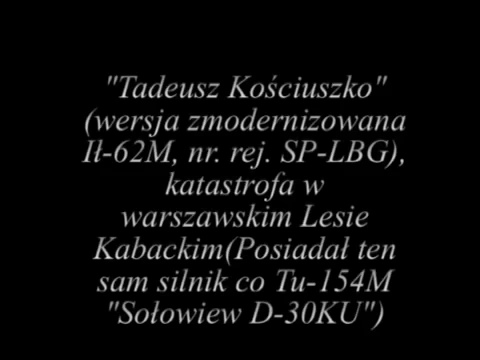 "Tadeusz Kościuszko"
(wersja zmodernizowana
Ił-62M, nr. rej. SP-LBG),
katastrofa w
warszawskim Lesie
Kabackim(Posiadał ten
sam silnik co Tu-154M
"Sołowiew D-30KU")